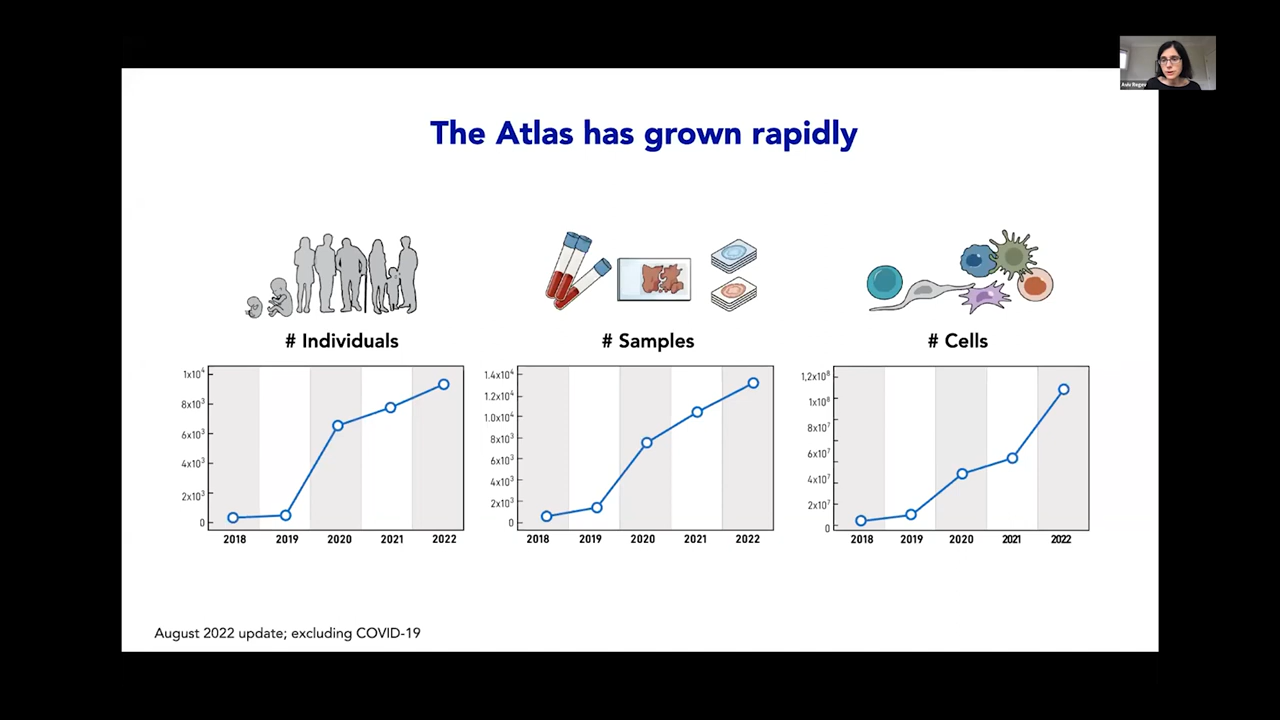 The Atlas has grown rapidly
# Individuals
1x10⁴
8x10³
6x10³
4x10³
2x10³
0
2018 2019 2020 2021 2022
# Samples
1.4x10⁴
1.2x10⁴
1.0x10⁴
8x10³
6x10³
4x10³
2x10³
0
2018 2019 2020 2021 2022
# Cells
1,2x10⁸
1x10⁸
8x10⁷
6x10⁷
4x10⁷
2x10⁷
0
2018 2019 2020 2021 2022
August 2022 update; excluding COVID-19